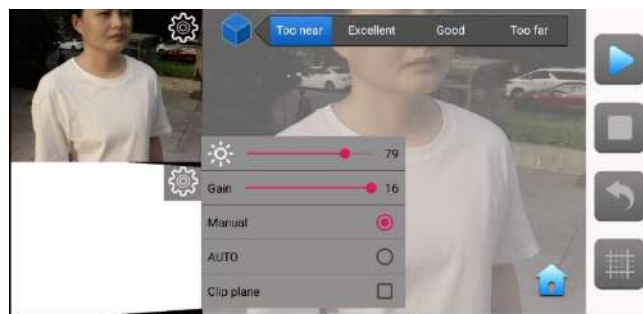 Too near Excellent Good Too far
79
Gain 16
Manual
AUTO
Clip plane